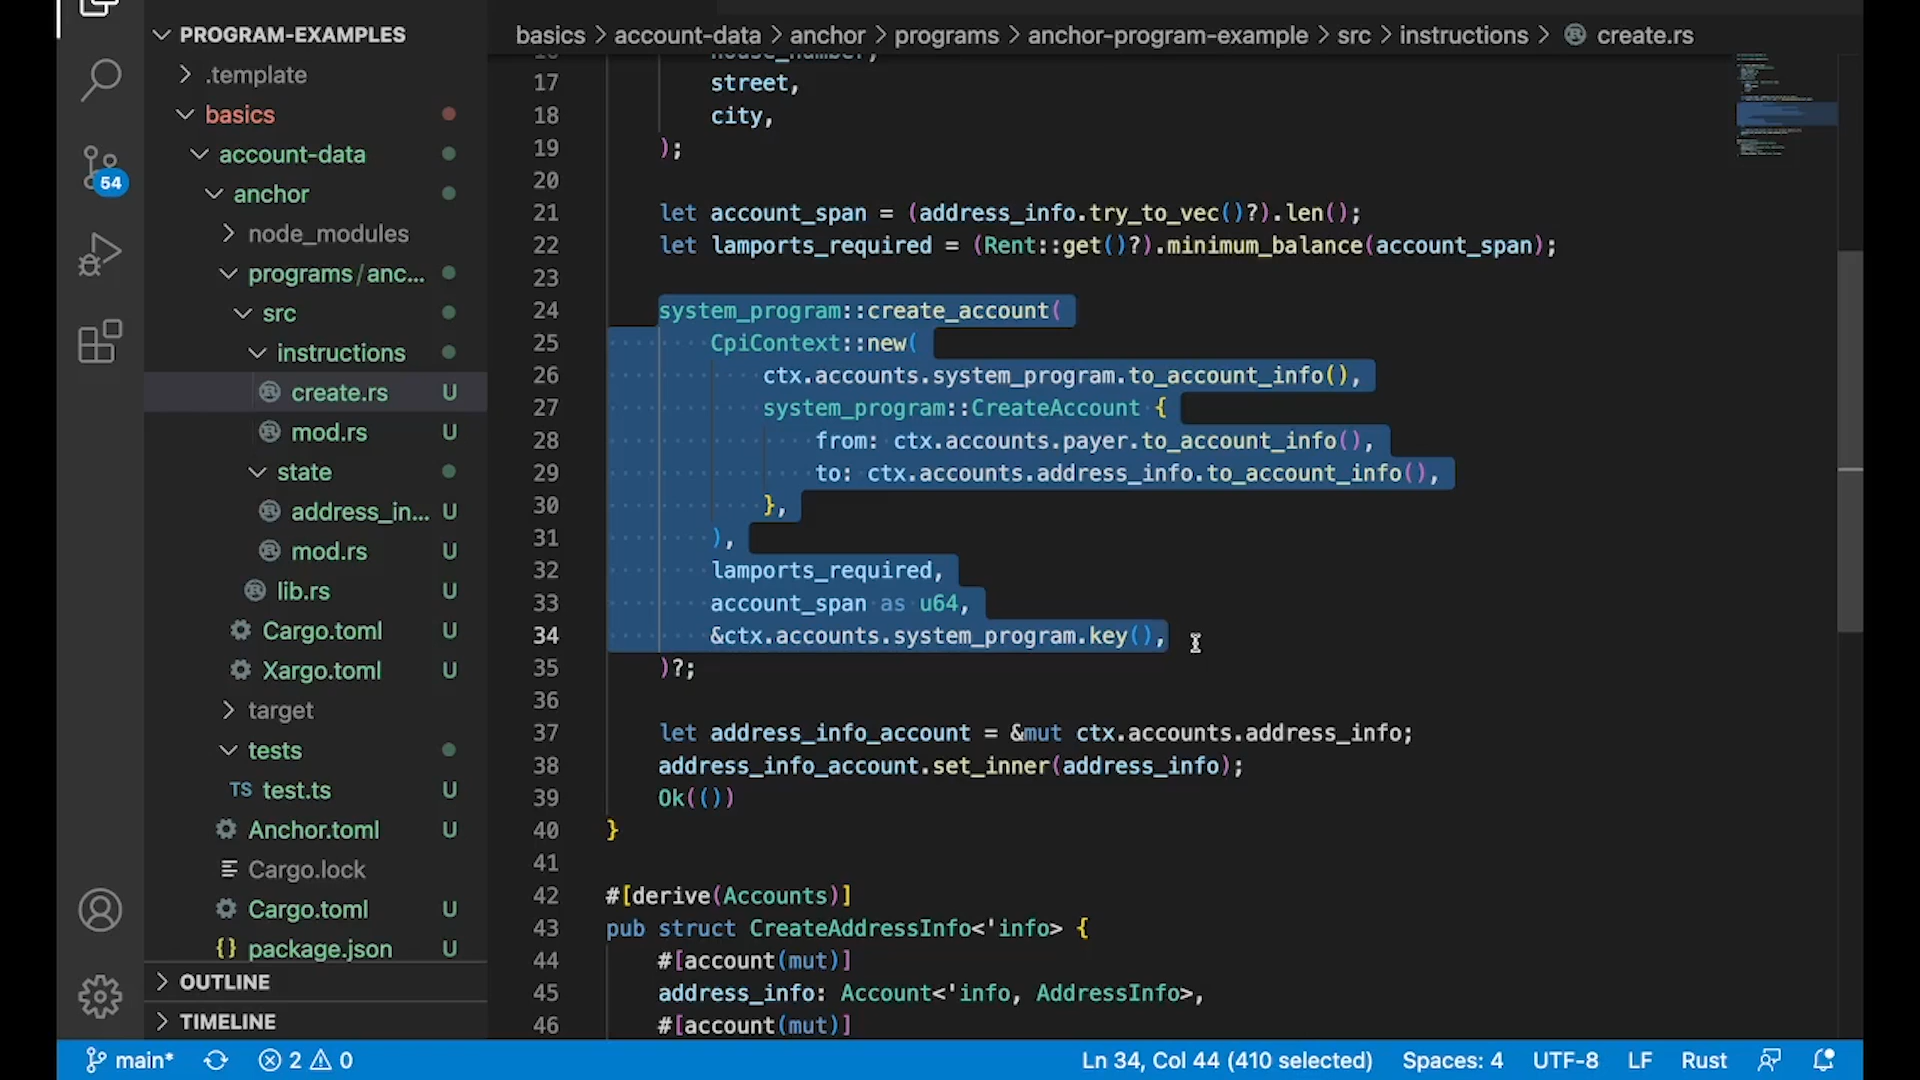 PROGRAM-EXAMPLES
.template
basics
account-data
anchor
node_modules
programs/anc...
src
instructions
create.rs U
mod.rs U
state
address_in... U
mod.rs U
lib.rs U
Cargo.toml U
Xargo.toml U
target
tests
TS test.ts U
Anchor.toml U
Cargo.lock
Cargo.toml U
{} package.json U
OUTLINE
TIMELINE
54
basics > account-data > anchor > programs > anchor-program-example > src > instructions > create.rs
16 house_number,
17 street,
18 city,
19 );
20
21 let account_span = (address_info.try_to_vec()?).len();
22 let lamports_required = (Rent::get()?).minimum_balance(account_span);
23
24 system_program::create_account(
25 CpiContext::new(
26 ctx.accounts.system_program.to_account_info(),
27 system_program::CreateAccount {
28 from: ctx.accounts.payer.to_account_info(),
29 to: ctx.accounts.address_info.to_account_info(),
30 },
31 ),
32 lamports_required,
33 account_span as u64,
34 &ctx.accounts.system_program.key(),
35 )?;
36
37 let address_info_account = &mut ctx.accounts.address_info;
38 address_info_account.set_inner(address_info);
39 Ok(())
40 }
41
42 #[derive(Accounts)]
43 pub struct CreateAddressInfo<'info> {
44 #[account(mut)]
45 address_info: Account<'info, AddressInfo>,
46 #[account(mut)]
main* 2 0 Ln 34, Col 44 (410 selected) Spaces: 4 UTF-8 LF Rust